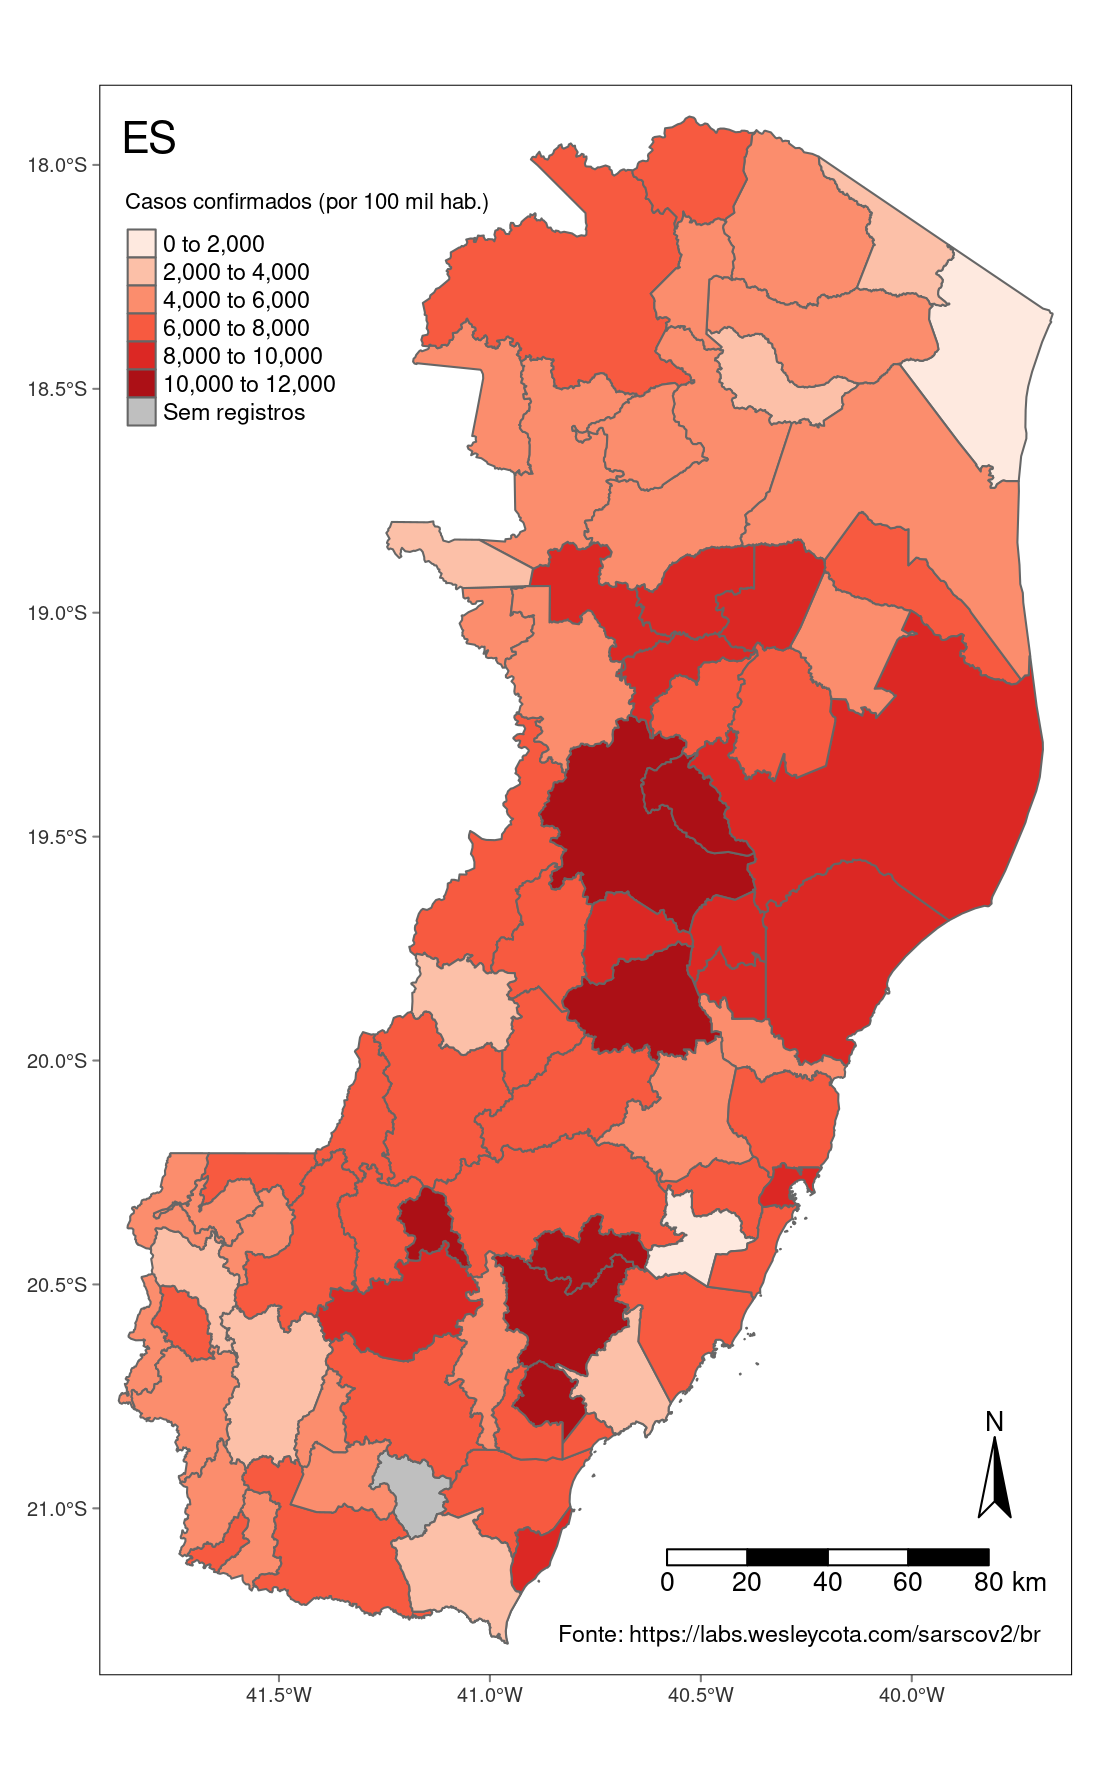 ES
Casos confirmados (por 100 mil hab.)
0 to 2,000
2,000 to 4,000
4,000 to 6,000
6,000 to 8,000
8,000 to 10,000
10,000 to 12,000
Sem registros
18.0°S
18.5°S
19.0°S
19.5°S
20.0°S
20.5°S
21.0°S
N
0 20 40 60 80 km
Fonte: https://labs.wesleycota.com/sarscov2/br
41.5°W 41.0°W 40.5°W 40.0°W